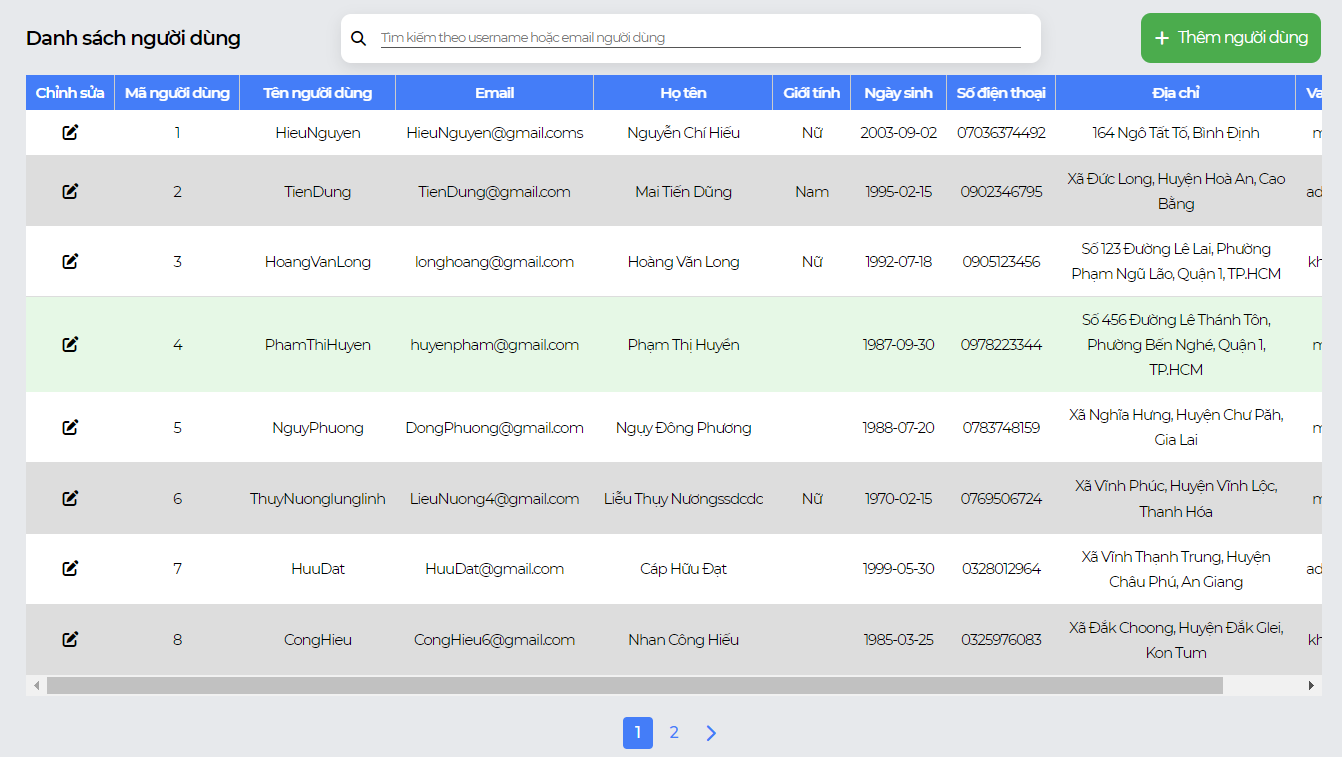 Danh sách người dùng
Tìm kiếm theo username hoặc email người dùng
+ Thêm người dùng
Chỉnh sửa Mã người dùng Tên người dùng Email Họ tên Giới tính Ngày sinh Số điện thoại Địa chỉ
1 HieuNguyen HieuNguyen@gmail.coms Nguyễn Chí Hiếu Nữ 2003-09-02 07036374492 164 Ngô Tất Tố, Bình Định
2 TienDung TienDung@gmail.com Mai Tiến Dũng Nam 1995-02-15 0902346795 Xã Đức Long, Huyện Hoà An, Cao
Bằng
3 HoangVanLong longhoang@gmail.com Hoàng Văn Long Nữ 1992-07-18 0905123456 Số 123 Đường Lê Lai, Phường
Phạm Ngũ Lão, Quận 1, TP.HCM
4 PhamThiHuyen huyenpham@gmail.com Phạm Thị Huyền 1987-09-30 0978223344 Số 456 Đường Lê Thánh Tôn,
Phường Bến Nghé, Quận 1,
TP.HCM
5 NguyPhuong DongPhuong@gmail.com Ngụy Đông Phương 1988-07-20 0783748159 Xã Nghĩa Hưng, Huyện Chư Păh,
Gia Lai
6 ThuyNuonglunglinh LieuNuong4@gmail.com Liễu Thụy Nươngssdcdc Nữ 1970-02-15 0769506724 Xã Vĩnh Phúc, Huyện Vĩnh Lộc,
Thanh Hóa
7 HuuDat HuuDat@gmail.com Cáp Hữu Đạt 1999-05-30 0328012964 Xã Vĩnh Thạnh Trung, Huyện
Châu Phú, An Giang
8 CongHieu CongHieu6@gmail.com Nhan Công Hiếu 1985-03-25 0325976083 Xã Đắk Choong, Huyện Đắk Glei,
Kon Tum
1 2